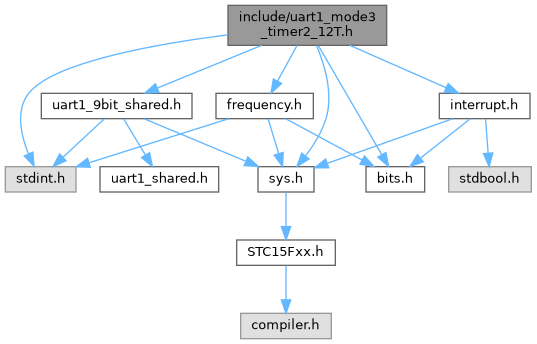 include/uart1_mode3
_timer2_12T.h
uart1_9bit_shared.h
frequency.h
interrupt.h
stdint.h
uart1_shared.h
sys.h
bits.h
stdbool.h
STC15Fxx.h
compiler.h